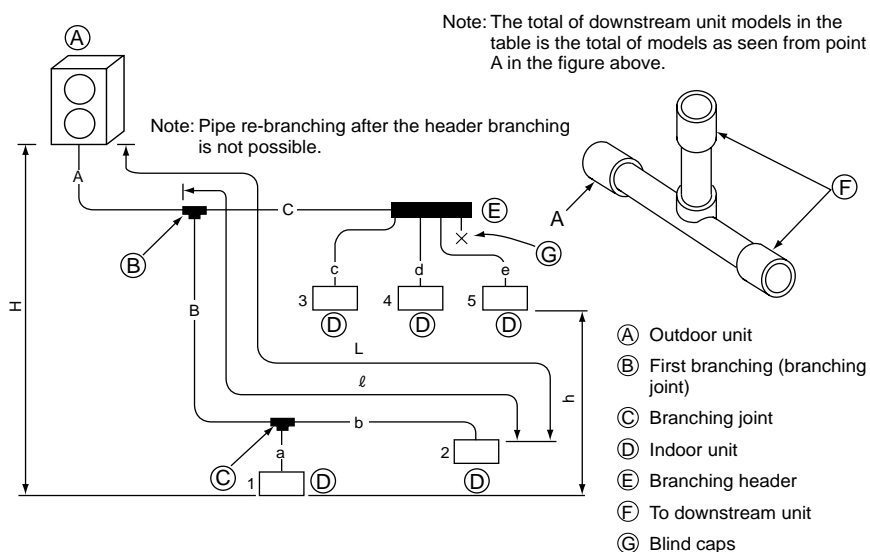 Note: The total of downstream unit models in the
table is the total of models as seen from point
A in the figure above.
A
Note: Pipe re-branching after the header branching
is not possible.
A
C
E
G
B
c
d
e
3
4
5
D
D
D
H
B
L
ℓ
h
b
a
2
1
C
D
D
A
F
A Outdoor unit
B First branching (branching
joint)
C Branching joint
D Indoor unit
E Branching header
F To downstream unit
G Blind caps